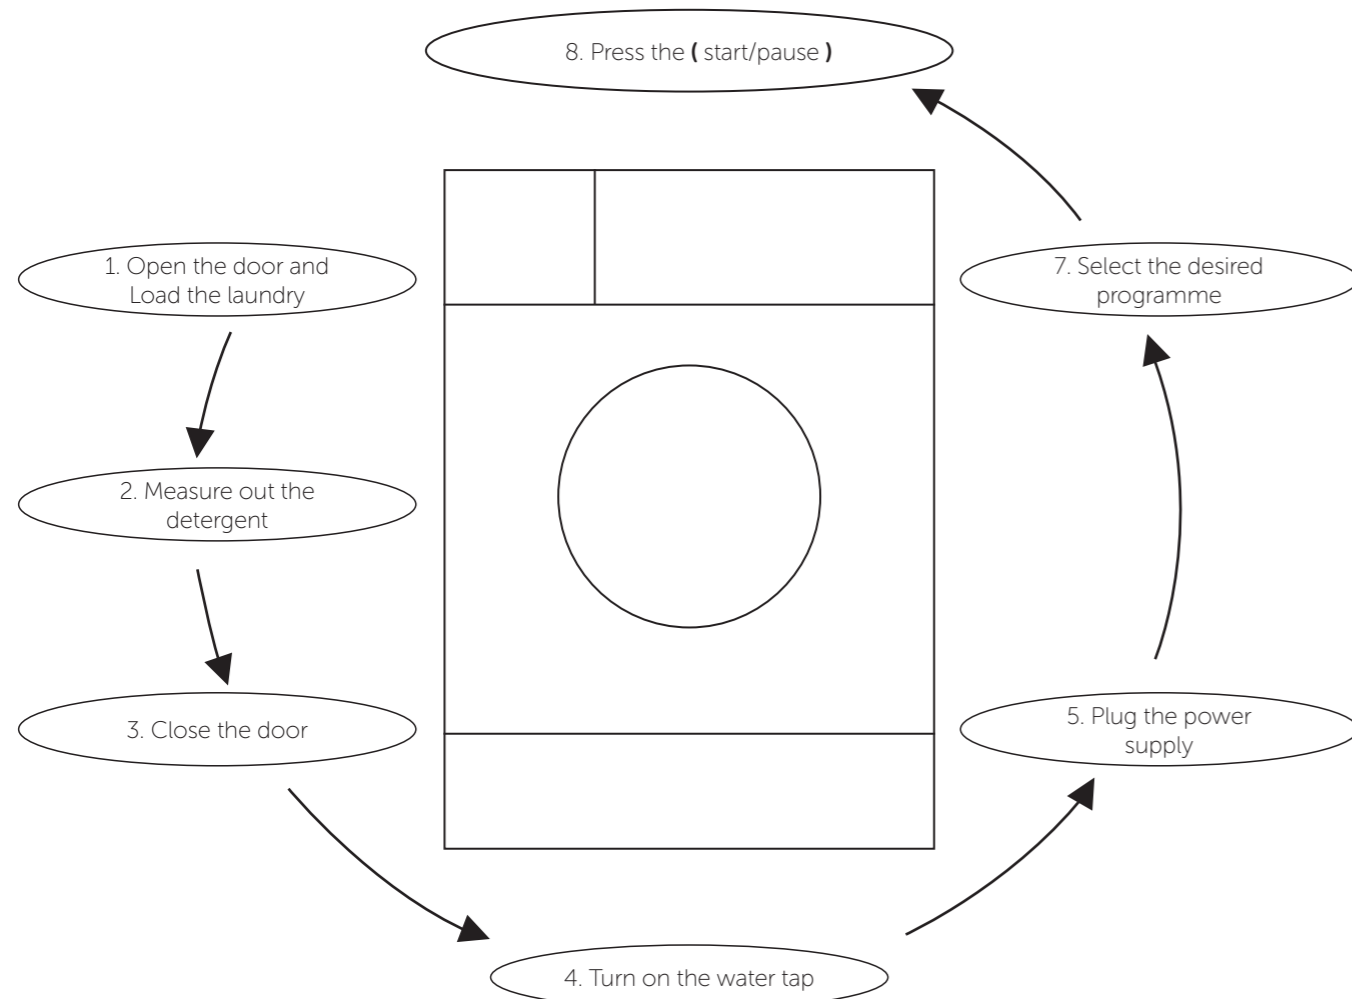 8. Press the ( start/pause )
1. Open the door and
Load the laundry
7. Select the desired
programme
2. Measure out the
detergent
3. Close the door
5. Plug the power
supply
4. Turn on the water tap